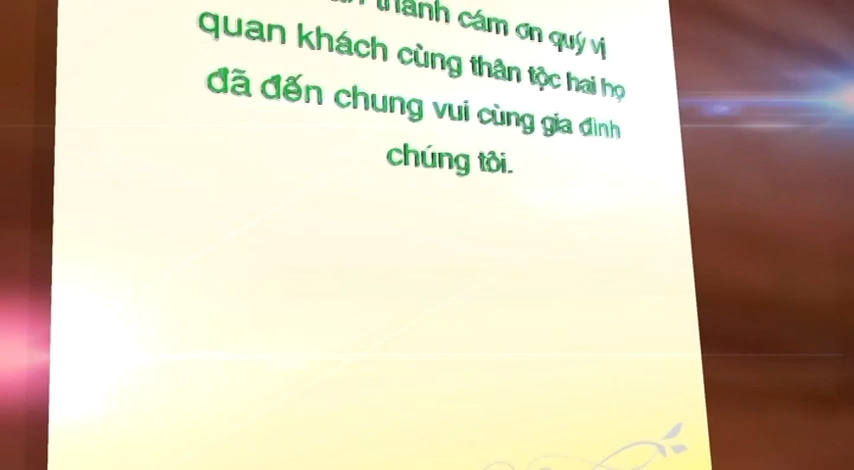 thành cám ơn quý vị
quan khách cùng thân tộc hai họ
đã đến chung vui cùng gia đình
chúng tôi.